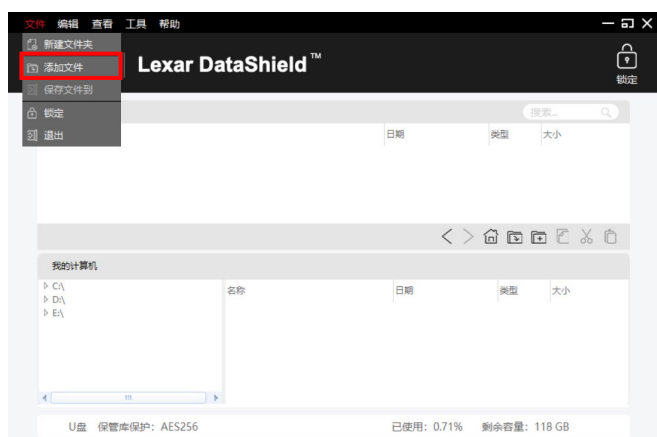 文件 编辑 查看 工具 帮助
新建文件夹
添加文件
保存文件到
锁定
退出
Lexar DataShield™
锁定
搜索...
日期 类型 大小
我的计算机
C:\
D:\
E:\
名称 日期 类型 大小
U盘 保管库保护：AES256 已使用：0.71% 剩余容量：118 GB